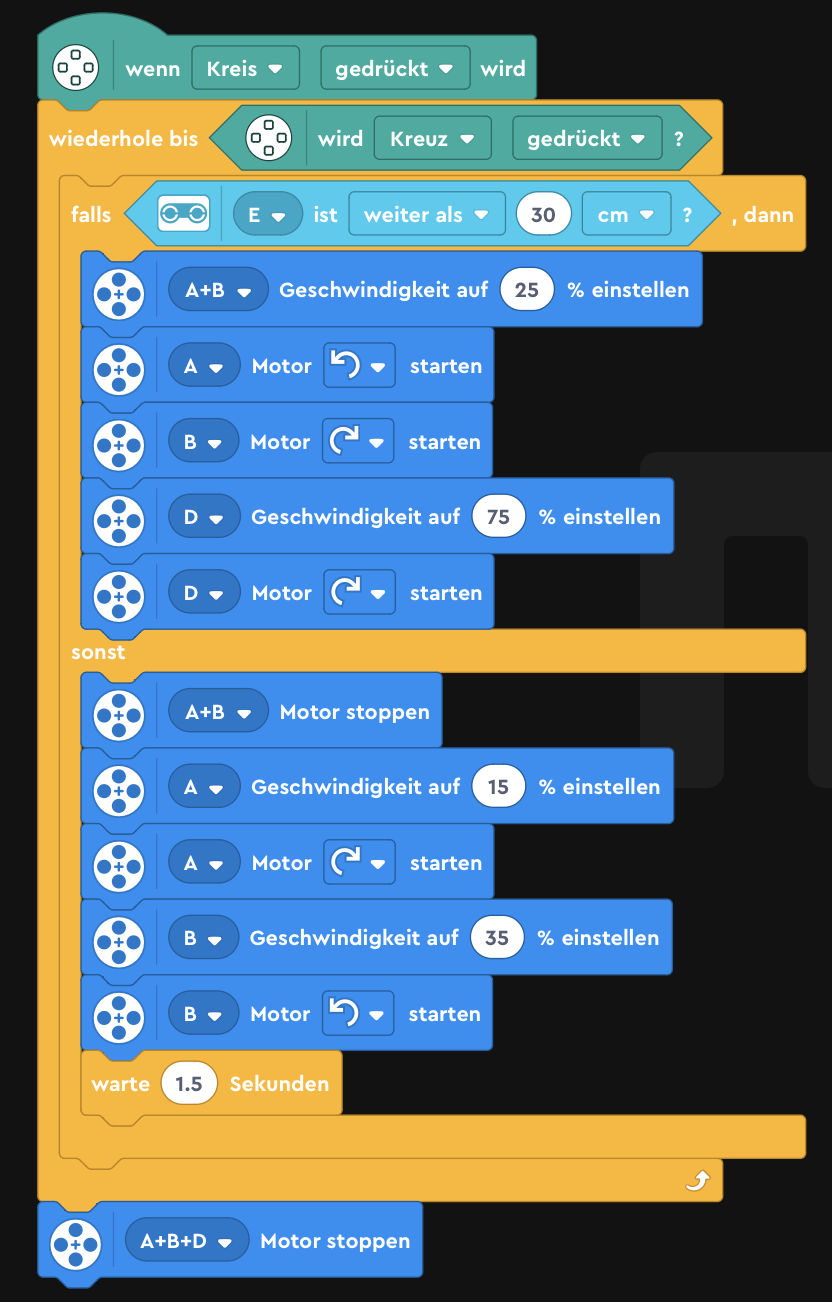 wenn Kreis gedrückt wird
wiederhole bis wird Kreuz gedrückt ?
falls E ist weiter als 30 cm ? , dann
A+B Geschwindigkeit auf 25 % einstellen
A Motor starten
B Motor starten
D Geschwindigkeit auf 75 % einstellen
D Motor starten
sonst
A+B Motor stoppen
A Geschwindigkeit auf 15 % einstellen
A Motor starten
B Geschwindigkeit auf 35 % einstellen
B Motor starten
warte 1.5 Sekunden
A+B+D Motor stoppen